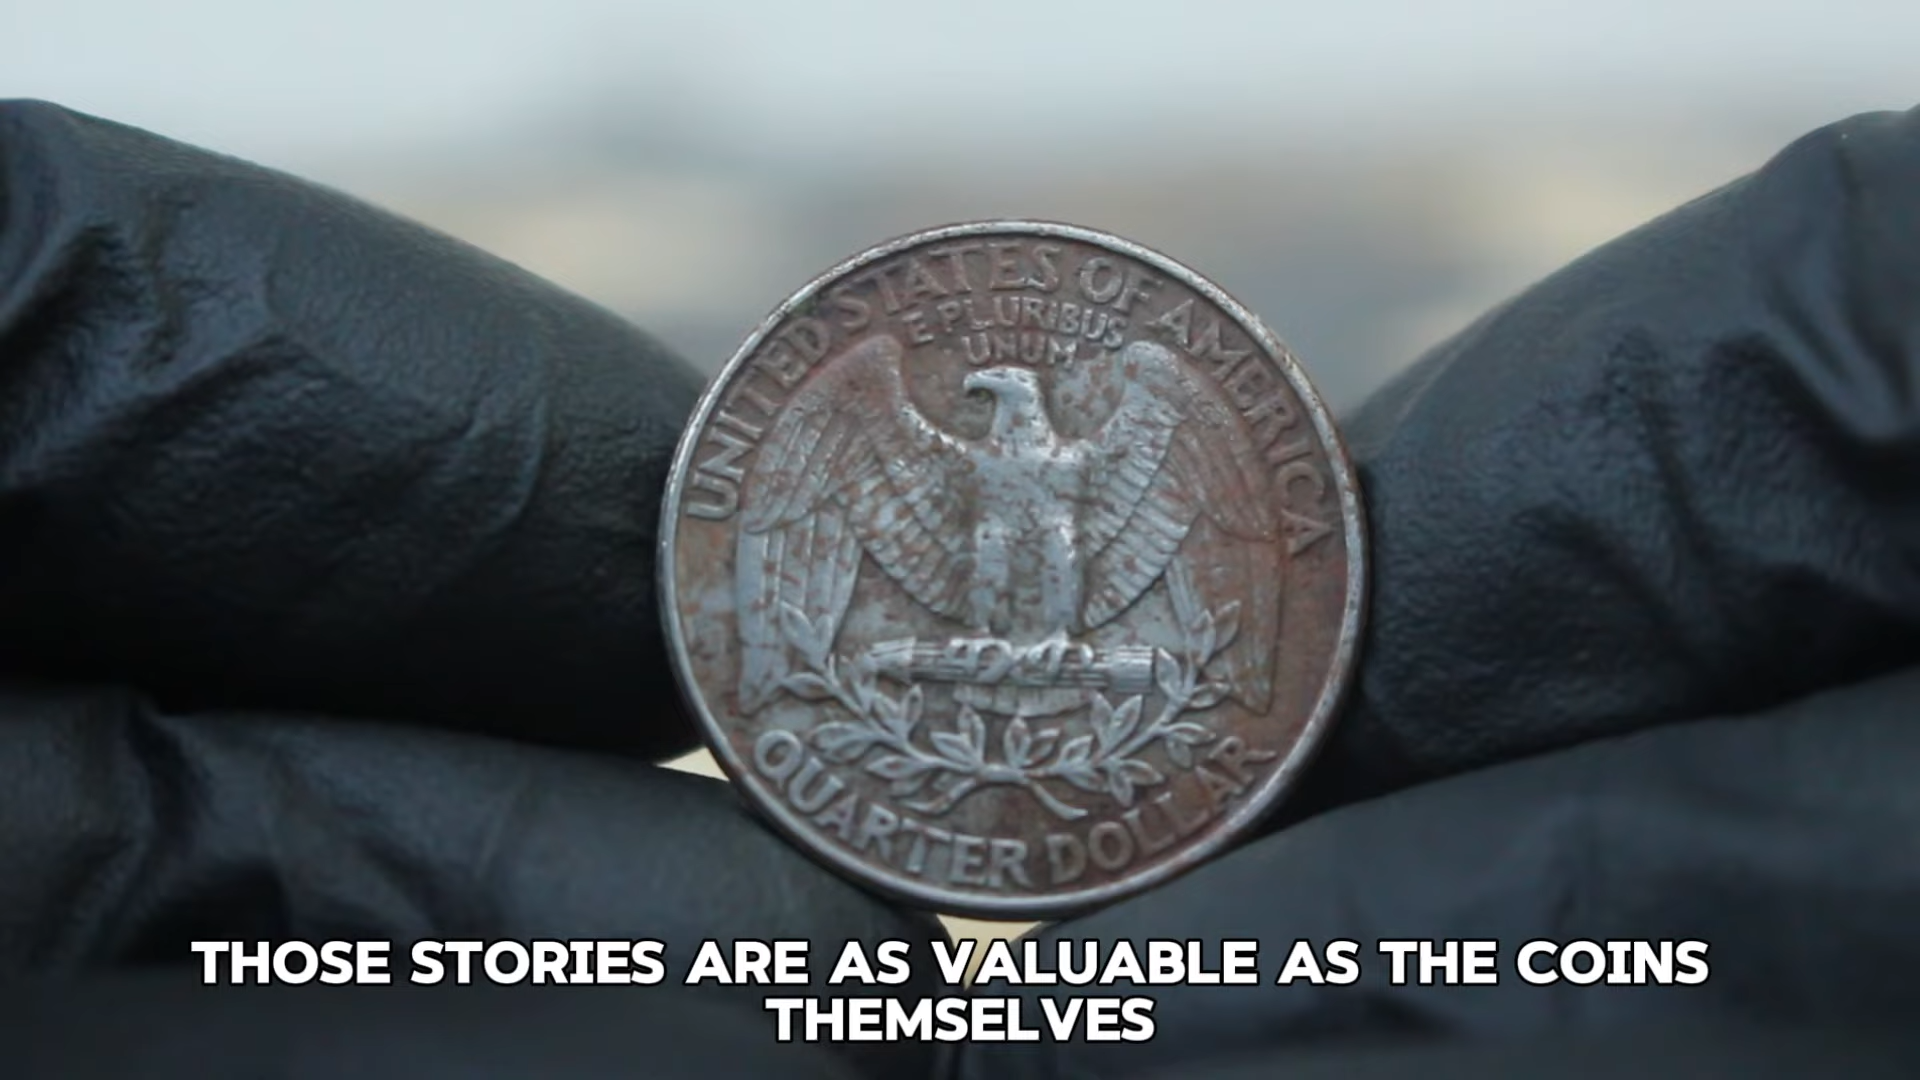 UNITED STATES OF AMERICA
E PLURIBUS
UNUM
QUARTER DOLLAR
THOSE STORIES ARE AS VALUABLE AS THE COINS
THEMSELVES